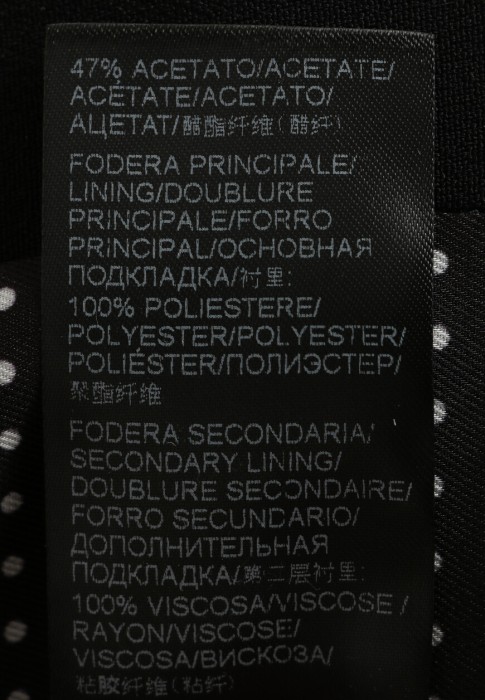 47% ACETATO/ACETATE/
ACÉTATE/ACETATO/
АЦЕТАТ/醋酯纤维(醋纤)
FODERA PRINCIPALE/
LINING/DOUBLURE
PRINCIPALE/FORRO
PRINCIPAL/ОСНОВНАЯ
ПОДКЛАДКА/衬里:
100% POLIESTERE/
POLYESTER/POLYESTER/
POLIÉSTER/ПОЛИЭСТЕР/
聚酯纤维
FODERA SECONDARIA/
SECONDARY LINING/
DOUBLURE SECONDAIRE/
FORRO SECUNDARIO/
ДОПОЛНИТЕЛЬНАЯ
ПОДКЛАДКА/第二层衬里:
100% VISCOSA/VISCOSE/
RAYON/VISCOSE/
VISCOSA/ВИСКОЗА/
粘胶纤维(粘纤)